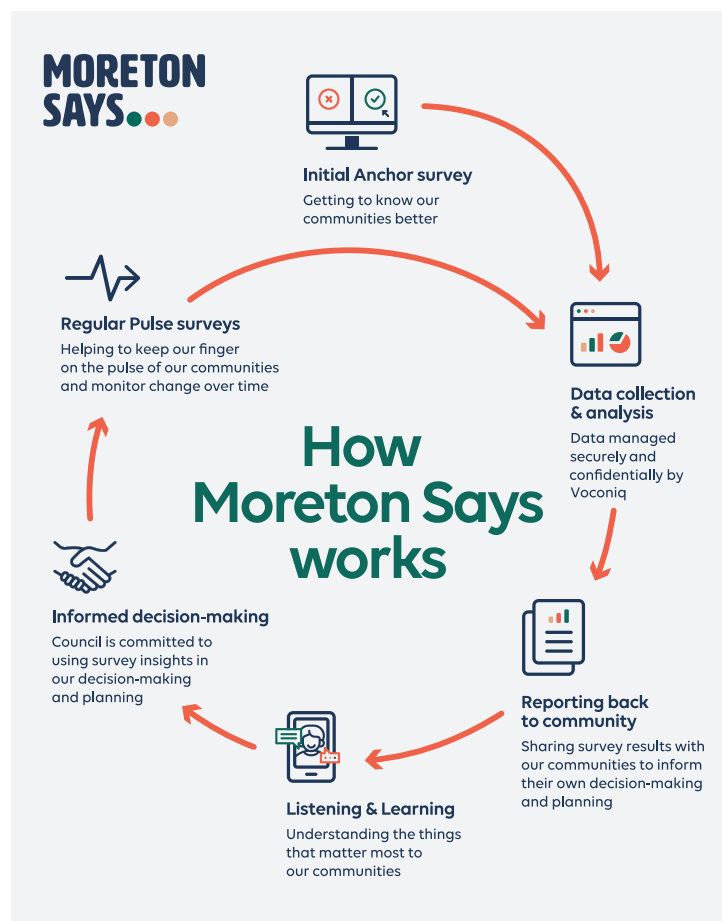 MORETON
SAYS
Initial Anchor survey
Getting to know our
communities better
Regular Pulse surveys
Helping to keep our finger
on the pulse of our communities
and monitor change over time
Data collection
& analysis
Data managed
securely and
confidentially by
Voconiq
How
Moreton Says
works
Informed decision-making
Council is committed to
using survey insights in
our decision-making
and planning
Reporting back
to community
Sharing survey results with
our communities to inform
their own decision-making
and planning
Listening & Learning
Understanding the things
that matter most to
our communities